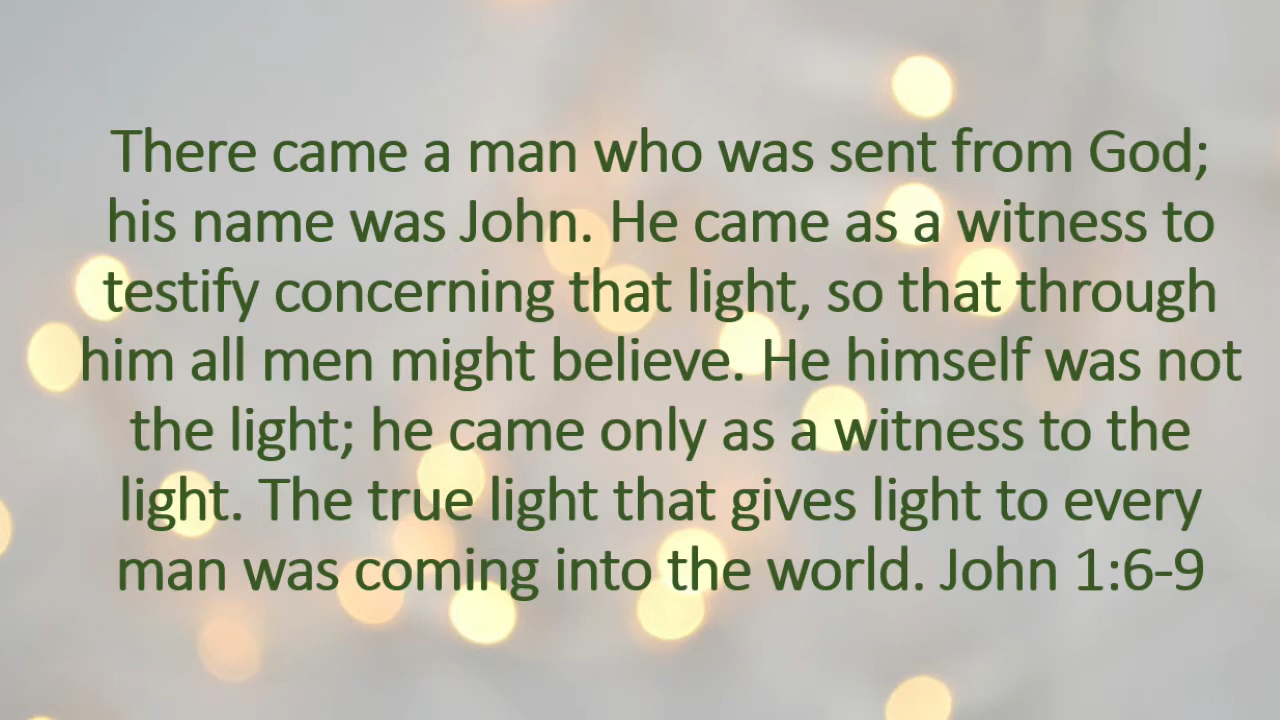 There came a man who was sent from God;
his name was John. He came as a witness to
testify concerning that light, so that through
him all men might believe. He himself was not
the light; he came only as a witness to the
light. The true light that gives light to every
man was coming into the world. John 1:6-9